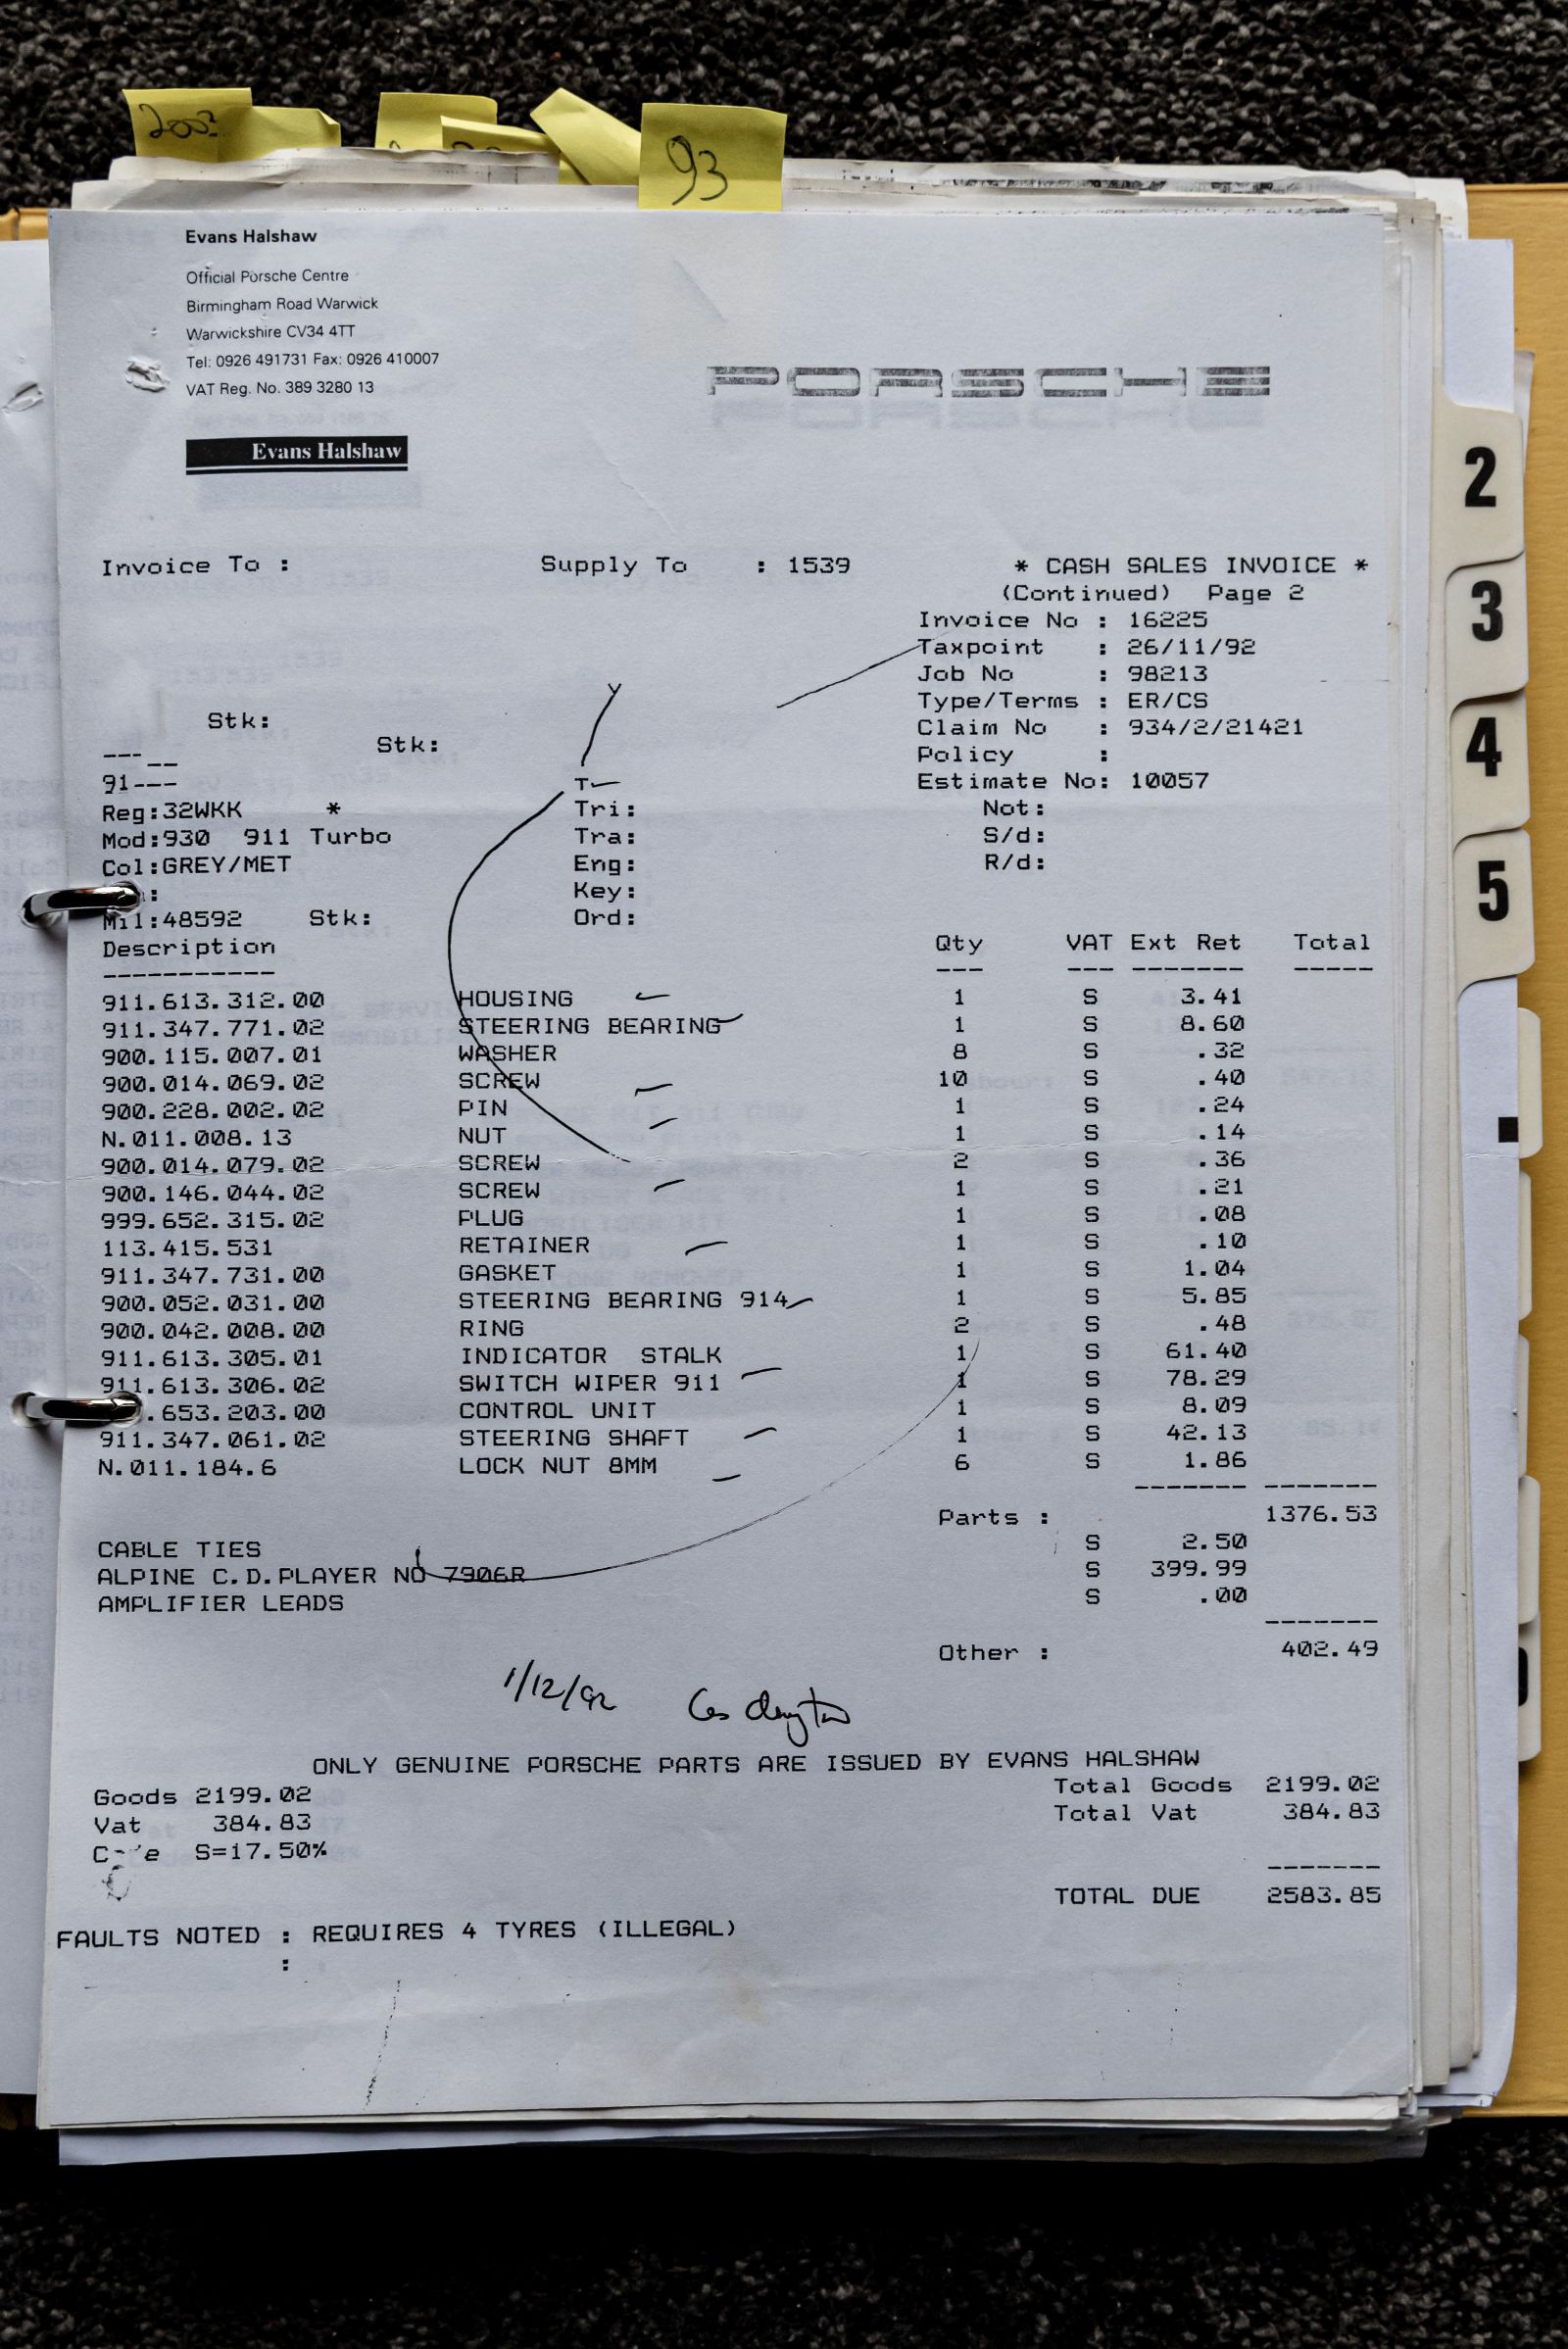 2003
93
Evans Halshaw
Official Porsche Centre
Birmingham Road Warwick
Warwickshire CV34 4TT
Tel: 0926 491731 Fax: 0926 410007
VAT Reg. No. 389 3280 13
PORSCHE
Evans Halshaw
Invoice To : Supply To : 1539 * CASH SALES INVOICE *
(Continued) Page 2
Invoice No : 16225
Taxpoint : 26/11/92
Job No : 98213
Type/Terms : ER/CS
Stk: Claim No : 934/2/21421
Stk: Policy :
91--- Estimate No: 10057
Reg:32WKK * Tri: Not:
Mod:930 911 Turbo Tra: S/d:
Col:GREY/MET Eng: R/d:
Key:
Mil:48592 Stk: Ord:
Description Qty VAT Ext Ret Total
911.613.312.00 HOUSING 1 S 3.41
911.347.771.02 STEERING BEARING 1 S 8.60
900.115.007.01 WASHER 8 S .32
900.014.069.02 SCREW 10 S .40
900.228.002.02 PIN 1 S .24
N.011.008.13 NUT 1 S .14
900.014.079.02 SCREW 2 S .36
900.146.044.02 SCREW 1 S .21
999.652.315.02 PLUG 1 S .08
113.415.531 RETAINER 1 S .10
911.347.731.00 GASKET 1 S 1.04
900.052.031.00 STEERING BEARING 914 1 S 5.85
900.042.008.00 RING 2 S .48
911.613.305.01 INDICATOR STALK 1 S 61.40
911.613.306.02 SWITCH WIPER 911 1 S 78.29
.653.203.00 CONTROL UNIT 1 S 8.09
911.347.061.02 STEERING SHAFT 1 S 42.13
N.011.184.6 LOCK NUT 8MM 6 S 1.86
Parts : 1376.53
CABLE TIES S 2.50
ALPINE C.D.PLAYER NO 7906R S 399.99
AMPLIFIER LEADS S .00
Other : 402.49
1/12/92
ONLY GENUINE PORSCHE PARTS ARE ISSUED BY EVANS HALSHAW
Goods 2199.02 Total Goods 2199.02
Vat 384.83 Total Vat 384.83
S=17.50%
TOTAL DUE 2583.85
FAULTS NOTED : REQUIRES 4 TYRES (ILLEGAL)
:
2
3
4
5